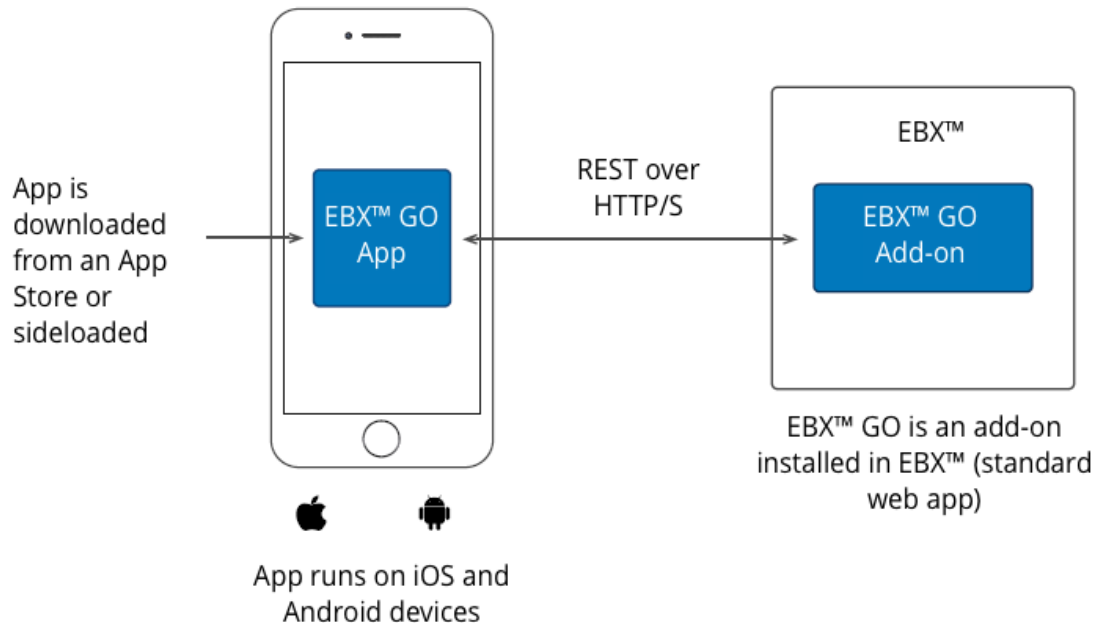 App is
downloaded
from an App
Store or
sideloaded
EBX™ GO
App
REST over
HTTP/S
EBX™
EBX™ GO
Add-on
EBX™ GO is an add-on
installed in EBX™ (standard
web app)
App runs on iOS and
Android devices